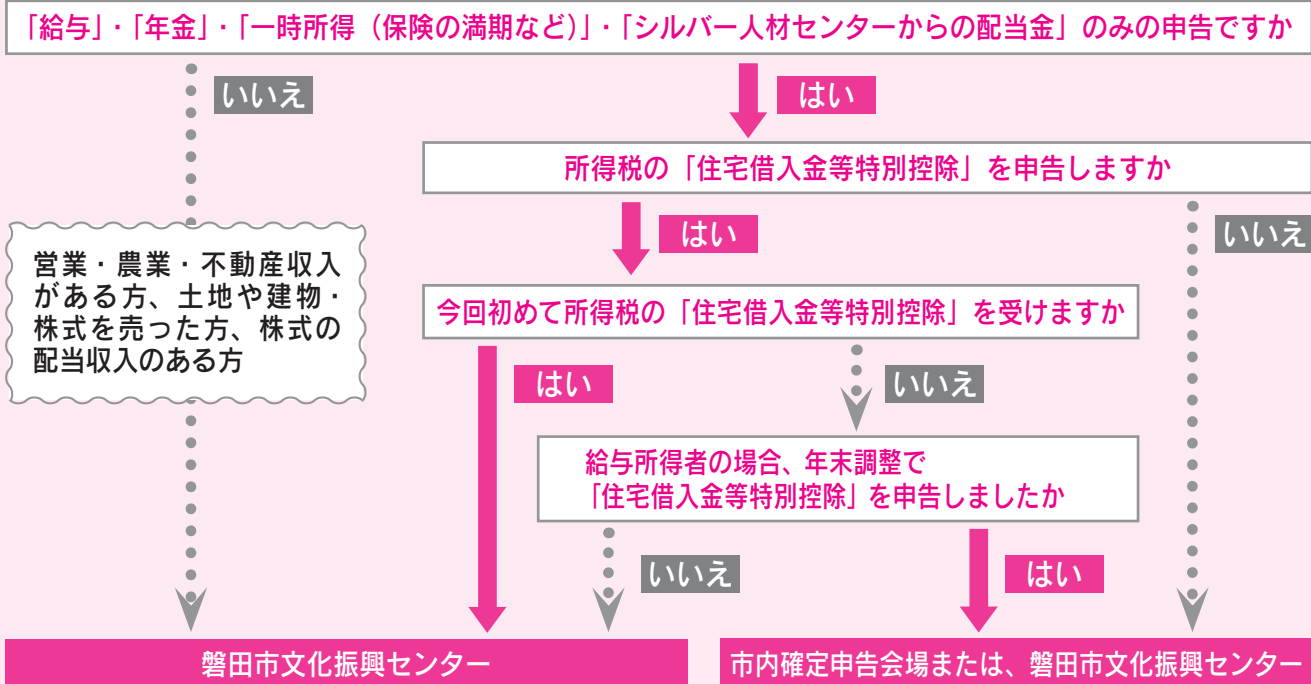 「給与」・「年金」・「一時所得（保険の満期など）」・「シルバー人材センターからの配当金」のみの申告ですか
いいえ
はい
所得税の「住宅借入金等特別控除」を申告しますか
はい
いいえ
営業・農業・不動産収入
がある方、土地や建物・
株式を売った方、株式の
配当収入のある方
今回初めて所得税の「住宅借入金等特別控除」を受けますか
はい
いいえ
給与所得者の場合、年末調整で
「住宅借入金等特別控除」を申告しましたか
いいえ
はい
磐田市文化振興センター
市内確定申告会場または、磐田市文化振興センター